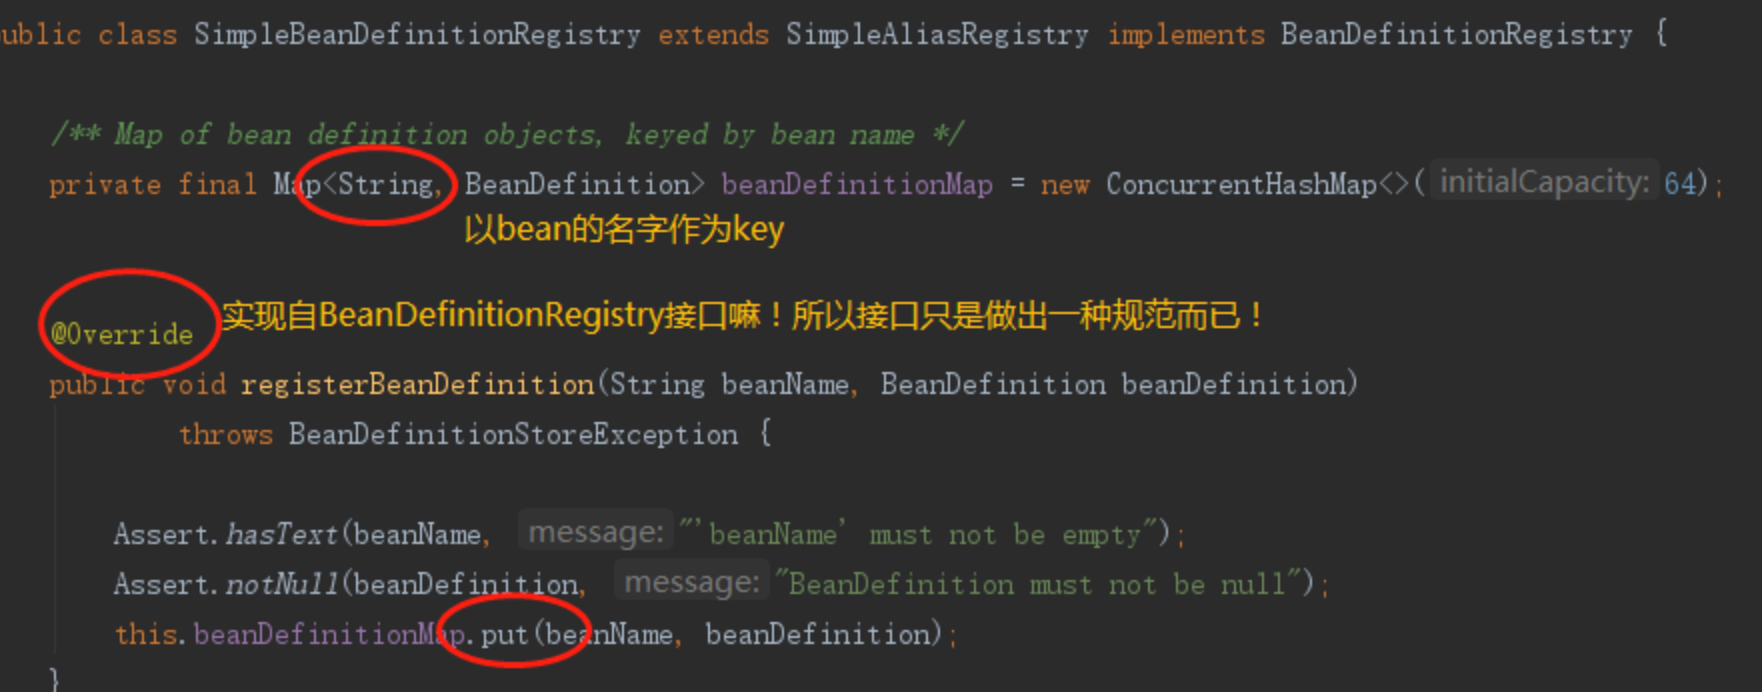 ublic class SimpleBeanDefinitionRegistry extends SimpleAliasRegistry implements BeanDefinitionRegistry {
/** Map of bean definition objects, keyed by bean name */
private final Map<String, BeanDefinition> beanDefinitionMap = new ConcurrentHashMap<>( initialCapacity: 64);
以bean的名字作为key
实现自BeanDefinitionRegistry接口嘛！所以接口只是做出一种规范而已！
@Override
public void registerBeanDefinition(String beanName, BeanDefinition beanDefinition)
throws BeanDefinitionStoreException {
Assert.hasText(beanName, message: "'beanName' must not be empty");
Assert.notNull(beanDefinition, message: "BeanDefinition must not be null");
this.beanDefinitionMap.put(beanName, beanDefinition);
}